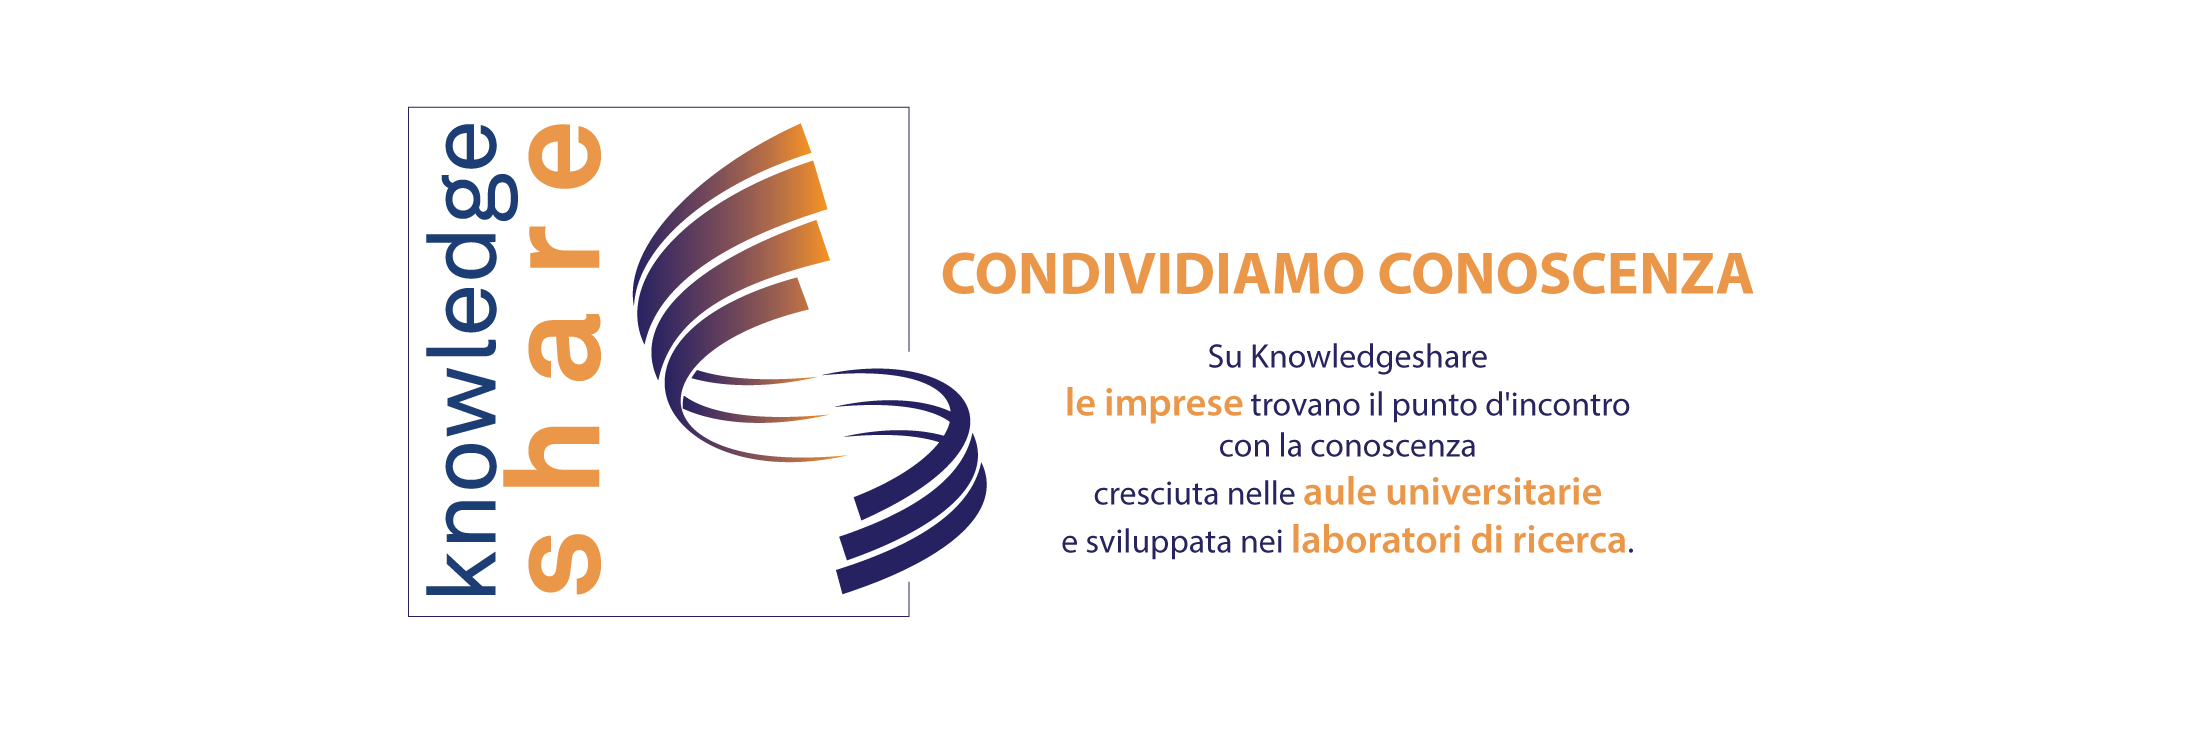 knowledge
share
CONDIVIDIAMO CONOSCENZA
Su Knowledgeshare
le imprese trovano il punto d'incontro
con la conoscenza
cresciuta nelle aule universitarie
e sviluppata nei laboratori di ricerca.